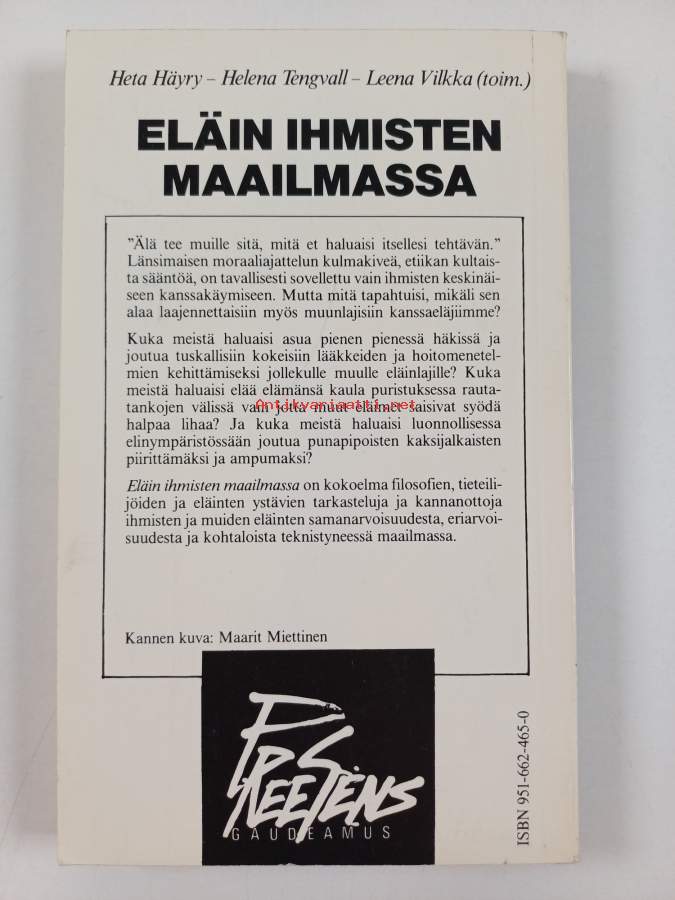 Heta Häyry – Helena Tengvall – Leena Vilkka (toim.)
ELÄIN IHMISTEN
MAAILMASSA
”Älä tee muille sitä, mitä et haluaisi itsellesi tehtävän.”
Länsimaisen moraaliajattelun kulmakiveä, etiikan kultais-
ta sääntöä, on tavallisesti sovellettu vain ihmisten keskinäi-
seen kanssakäymiseen. Mutta mitä tapahtuisi, mikäli sen
alaa laajennettaisiin myös muunlajisiin kanssaeläjiimme?
Kuka meistä haluaisi asua pienen pienessä häkissä ja
joutua tuskallisiin kokeisiin lääkkeiden ja hoitomenetel-
mien kehittämiseksi jollekulle muulle eläinlajille? Kuka
meistä haluaisi elää elämänsä kaula puristuksessa rauta-
tankojen välissä vain jotta muut eläimet saisivat syödä
Antikvariaatti.net
halpaa lihaa? Ja kuka meistä haluaisi luonnollisessa
elinympäristössään joutua punapipoisten kaksijalkaisten
piirittämäksi ja ampumaksi?
Eläin ihmisten maailmassa on kokoelma filosofien, tieteili-
jöiden ja eläinten ystävien tarkasteluja ja kannanottoja
ihmisten ja muiden eläinten samanarvoisuudesta, eriarvoi-
suudesta ja kohtaloista teknistyneessä maailmassa.
Kannen kuva: Maarit Miettinen
PREESENS
GAUDEAMUS
ISBN 951-662-465-0